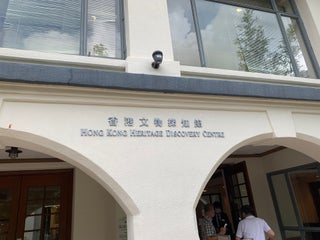 香港文物探知館
HONG KONG HERITAGE DISCOVERY CENTRE